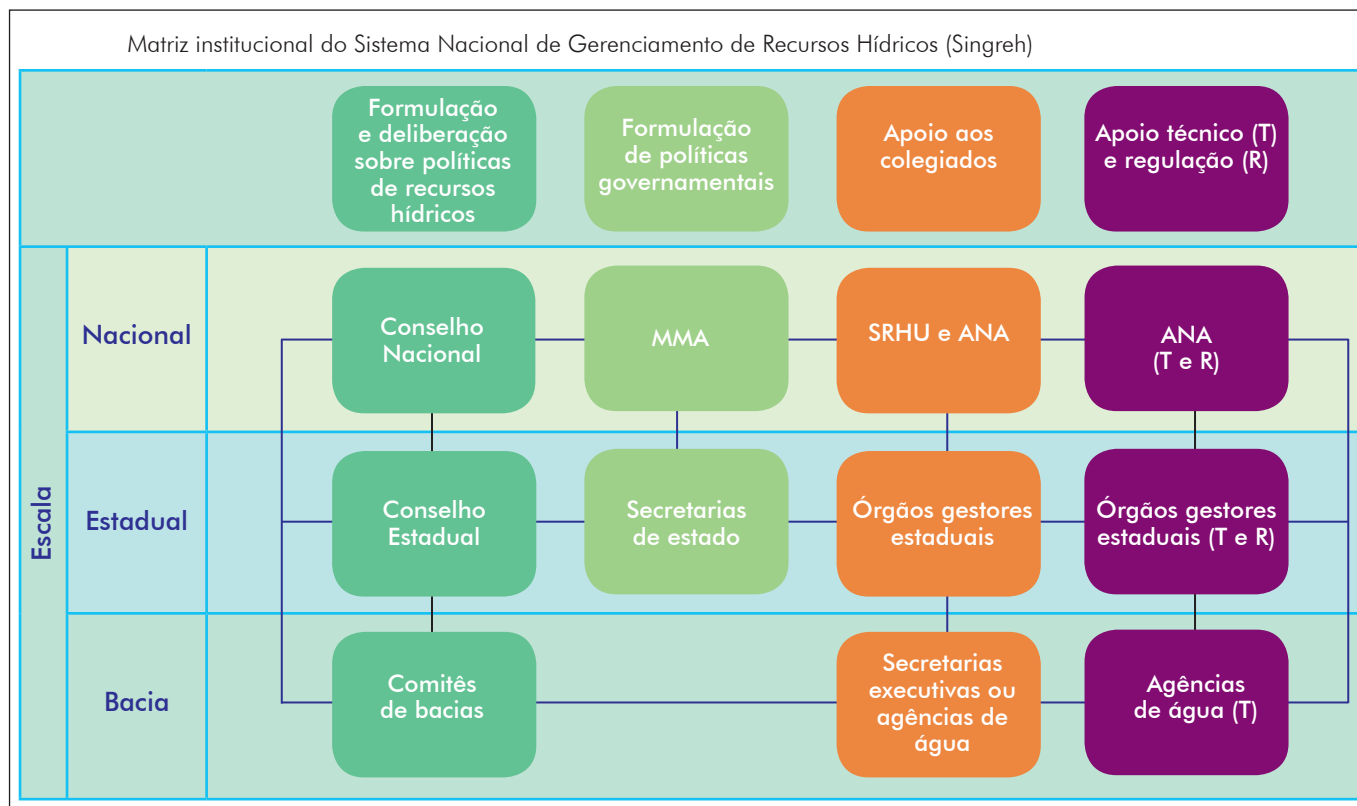 Matriz institucional do Sistema Nacional de Gerenciamento de Recursos Hídricos (Singreh)
Formulação
e deliberação
sobre políticas
de recursos
hídricos
Formulação
de políticas
governamentais
Apoio aos
colegiados
Apoio técnico (T)
e regulação (R)
Escala
Nacional
Conselho
Nacional
MMA
SRHU e ANA
ANA
(T e R)
Estadual
Conselho
Estadual
Secretarias
de estado
Órgãos gestores
estaduais
Órgãos gestores
estaduais (T e R)
Bacia
Comitês
de bacias
Secretarias
executivas ou
agências de
água
Agências
de água (T)